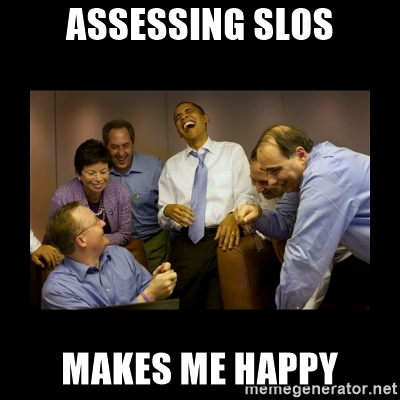 ASSESSING SLOS
MAKES ME HAPPY
memegenerator.net